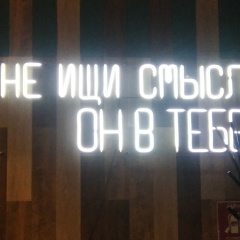 НЕ ИЩИ СМЫСЛ
ОН В ТЕБЕ